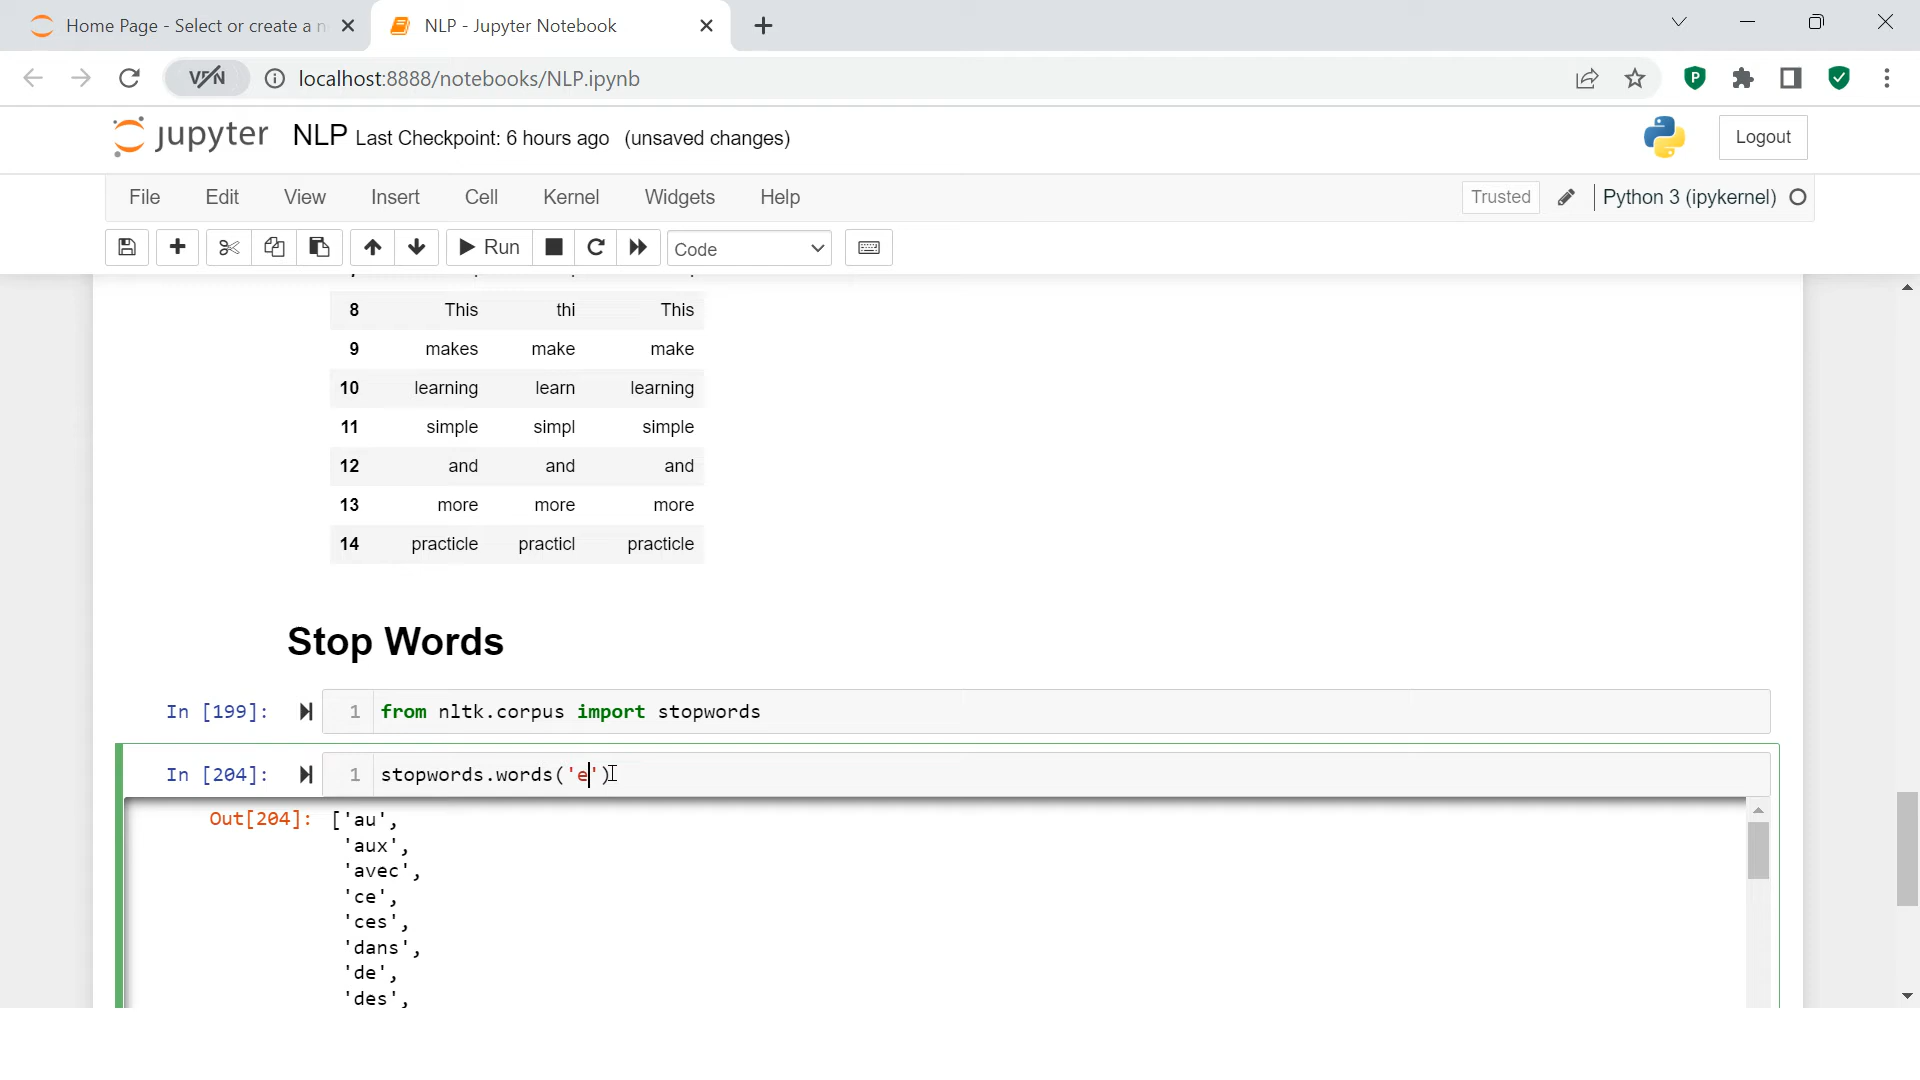 Home Page - Select or create a n
NLP - Jupyter Notebook
VPN
localhost:8888/notebooks/NLP.ipynb
jupyter NLP Last Checkpoint: 6 hours ago (unsaved changes)
Logout
File Edit View Insert Cell Kernel Widgets Help
Trusted Python 3 (ipykernel)
Run Code
8 This thi This
9 makes make make
10 learning learn learning
11 simple simpl simple
12 and and and
13 more more more
14 practicle practicl practicle
Stop Words
In [199]: 1 from nltk.corpus import stopwords
In [204]: 1 stopwords.words('e')
Out[204]: ['au',
'aux',
'avec',
'ce',
'ces',
'dans',
'de',
'des',